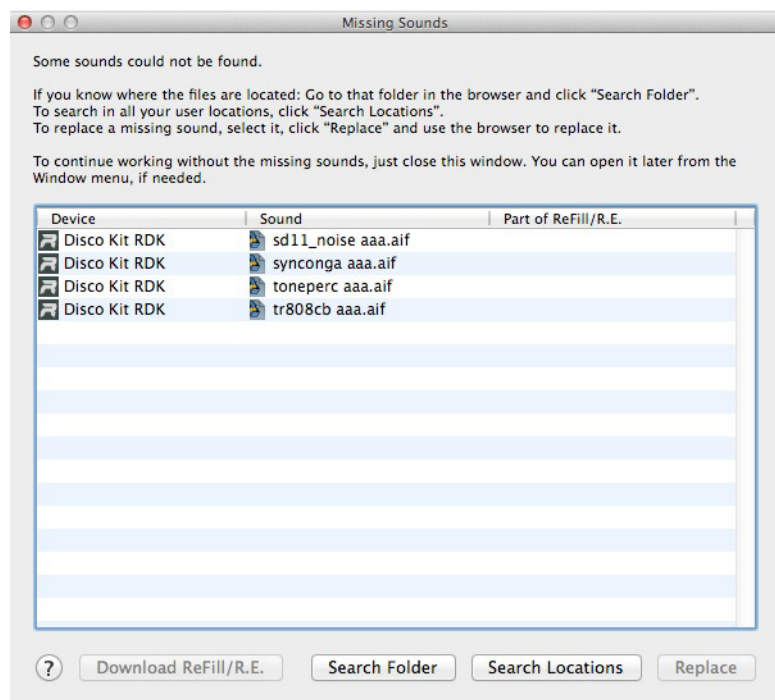 Missing Sounds
Some sounds could not be found.
If you know where the files are located: Go to that folder in the browser and click “Search Folder”.
To search in all your user locations, click “Search Locations”.
To replace a missing sound, select it, click “Replace” and use the browser to replace it.
To continue working without the missing sounds, just close this window. You can open it later from the
Window menu, if needed.
Device Sound Part of ReFill/R.E.
Disco Kit RDK sd11_noise aaa.aif
Disco Kit RDK synconga aaa.aif
Disco Kit RDK toneperc aaa.aif
Disco Kit RDK tr808cb aaa.aif
? Download ReFill/R.E. Search Folder Search Locations Replace